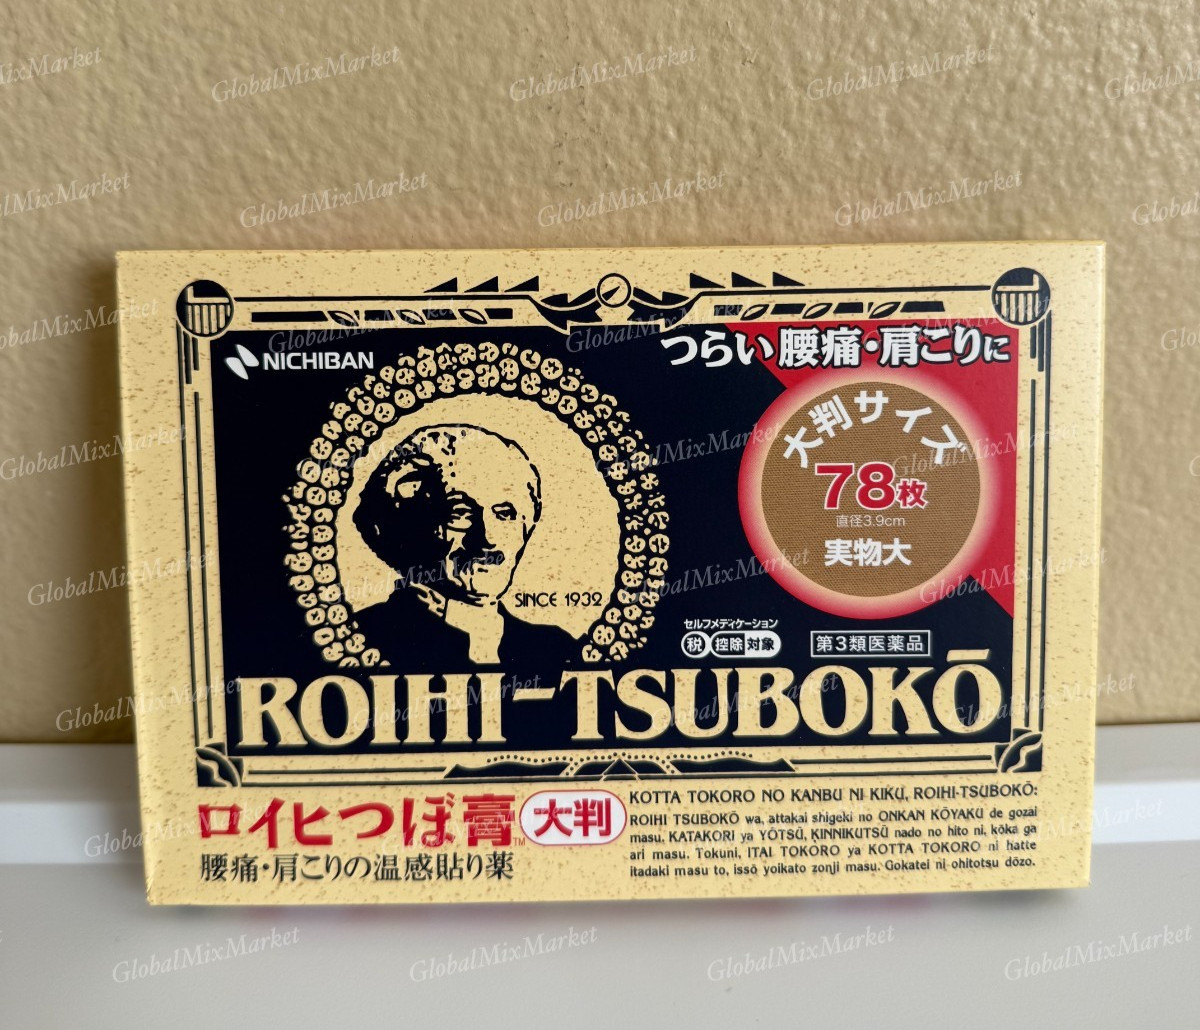 NICHIBAN
つらい腰痛・肩こりに
大判サイズ
78枚
直径3.9cm
実物大
SINCE 1932
セルフメディケーション
税 控除 対象
第3類医薬品
ROIHI-TSUBOKŌ
ロイヒつぼ膏™ 大判
腰痛・肩こりの温感貼り薬
KOTTA TOKORO NO KANBU NI KIKU, ROIHI-TSUBOKŌ:
ROIHI TSUBOKŌ wa, attakai shigeki no ONKAN KŌYAKU de gozai
masu. KATAKORI ya YŌTSŪ, KINNIKUTSŪ nado no hito ni, kōka ga
ari masu. Tokuni, ITAI TOKORO ya KOTTA TOKORO ni hatte
itadaki masu to, issō yoikato zonji masu. Gokatei ni ohitotsu dōzo.
GlobalMixMarket